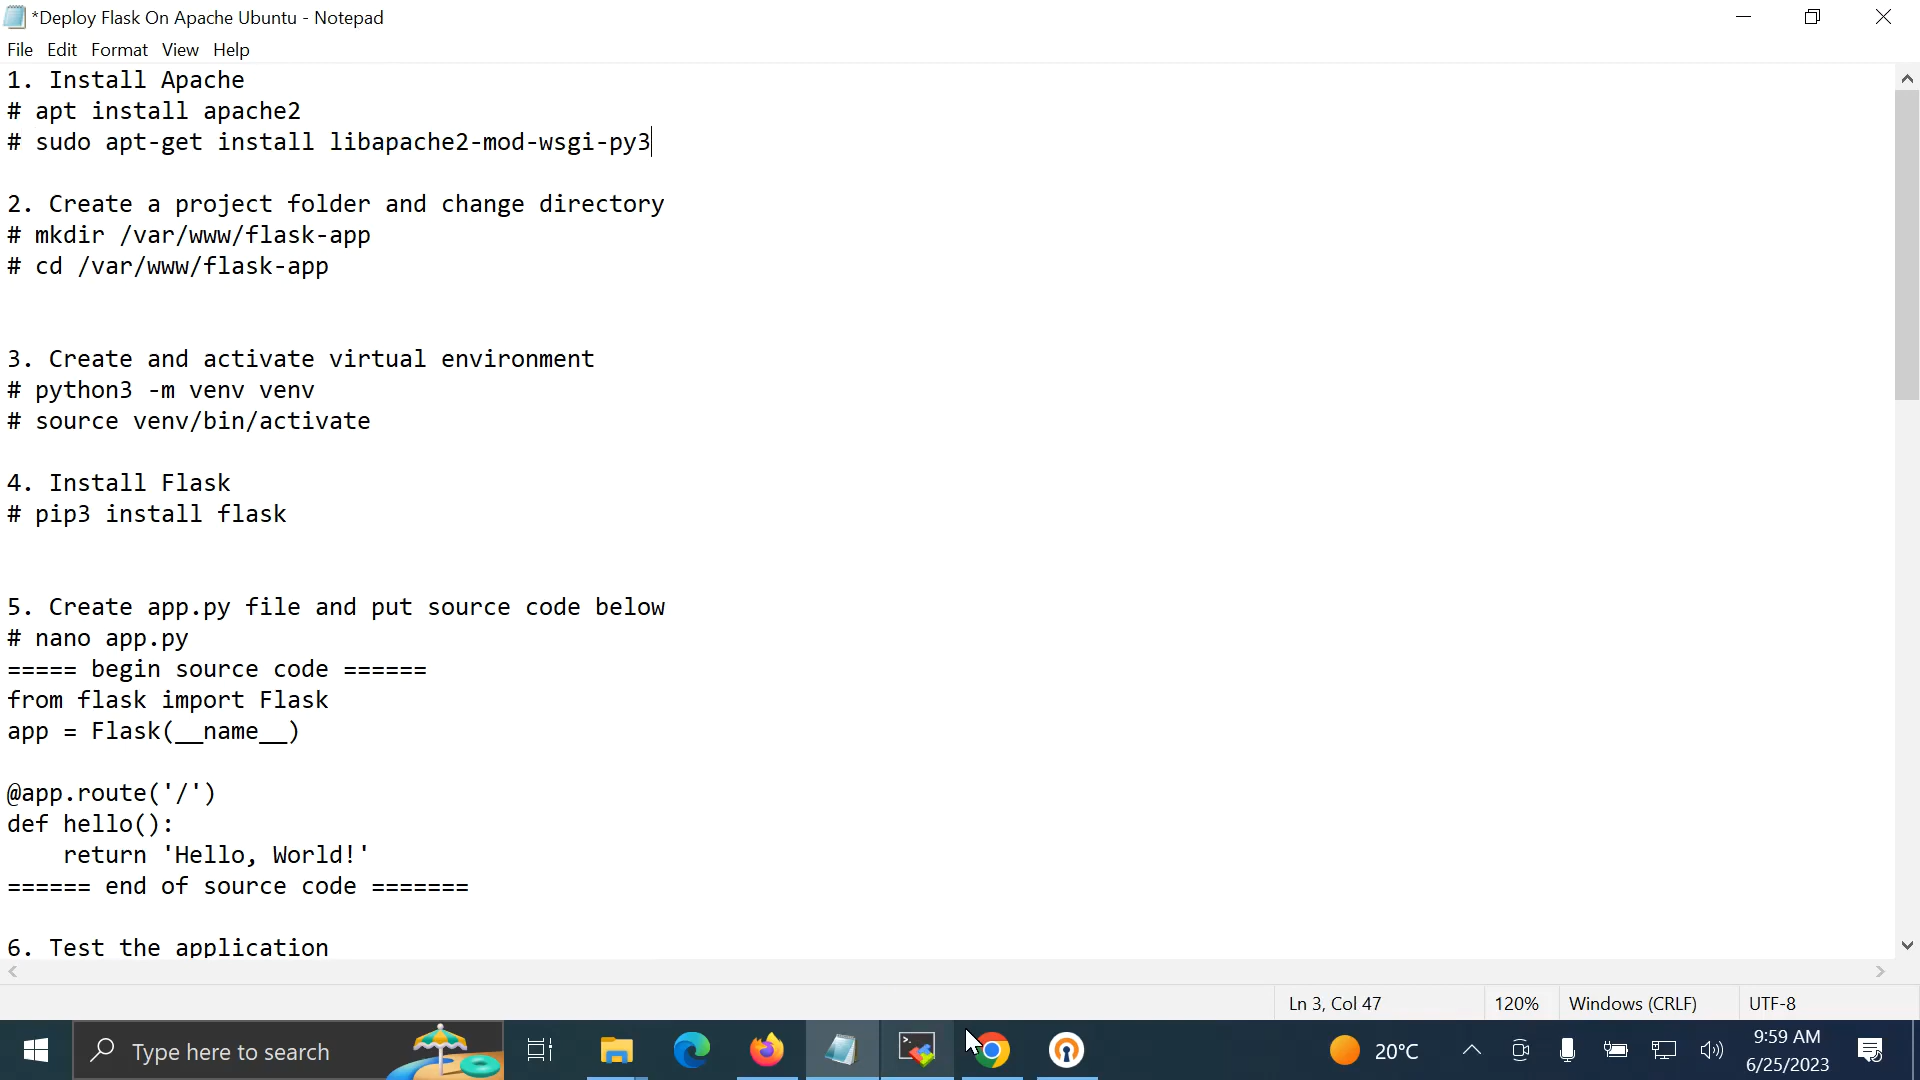 *Deploy Flask On Apache Ubuntu - Notepad
File Edit Format View Help
1. Install Apache
# apt install apache2
# sudo apt-get install libapache2-mod-wsgi-py3
2. Create a project folder and change directory
# mkdir /var/www/flask-app
# cd /var/www/flask-app
3. Create and activate virtual environment
# python3 -m venv venv
# source venv/bin/activate
4. Install Flask
# pip3 install flask
5. Create app.py file and put source code below
# nano app.py
===== begin source code ======
from flask import Flask
app = Flask(__name__)
@app.route('/')
def hello():
    return 'Hello, World!'
====== end of source code =======
6. Test the application
Ln 3, Col 47 120% Windows (CRLF) UTF-8
Type here to search
20°C
9:59 AM
6/25/2023